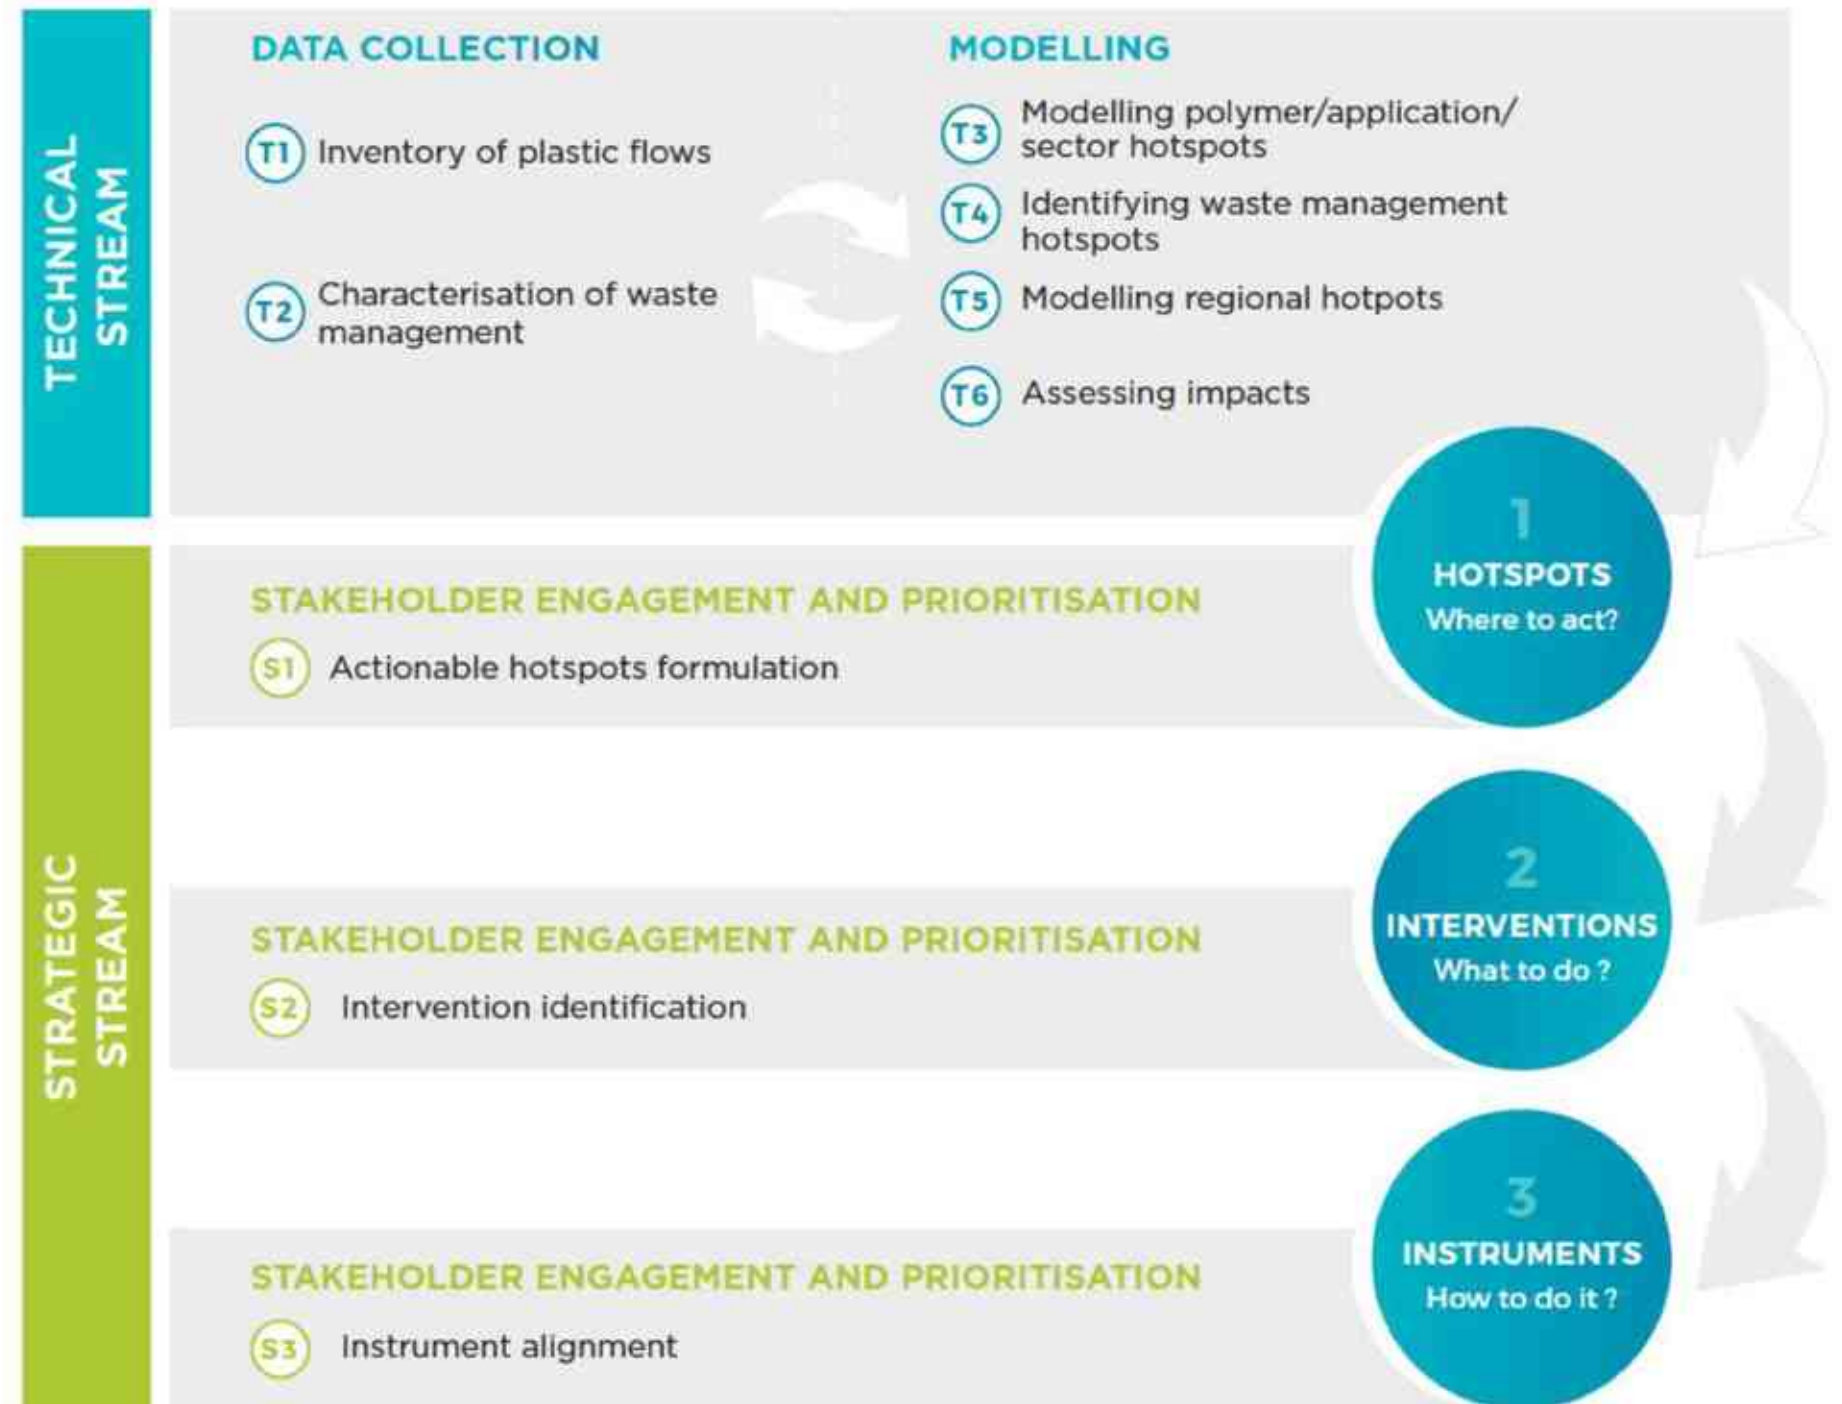 TECHNICAL
STREAM
DATA COLLECTION
T1 Inventory of plastic flows
T2 Characterisation of waste
management
MODELLING
T3 Modelling polymer/application/
sector hotspots
T4 Identifying waste management
hotspots
T5 Modelling regional hotpots
T6 Assessing impacts
STRATEGIC
STREAM
STAKEHOLDER ENGAGEMENT AND PRIORITISATION
S1 Actionable hotspots formulation
1
HOTSPOTS
Where to act?
STAKEHOLDER ENGAGEMENT AND PRIORITISATION
S2 Intervention identification
2
INTERVENTIONS
What to do ?
STAKEHOLDER ENGAGEMENT AND PRIORITISATION
S3 Instrument alignment
3
INSTRUMENTS
How to do it ?